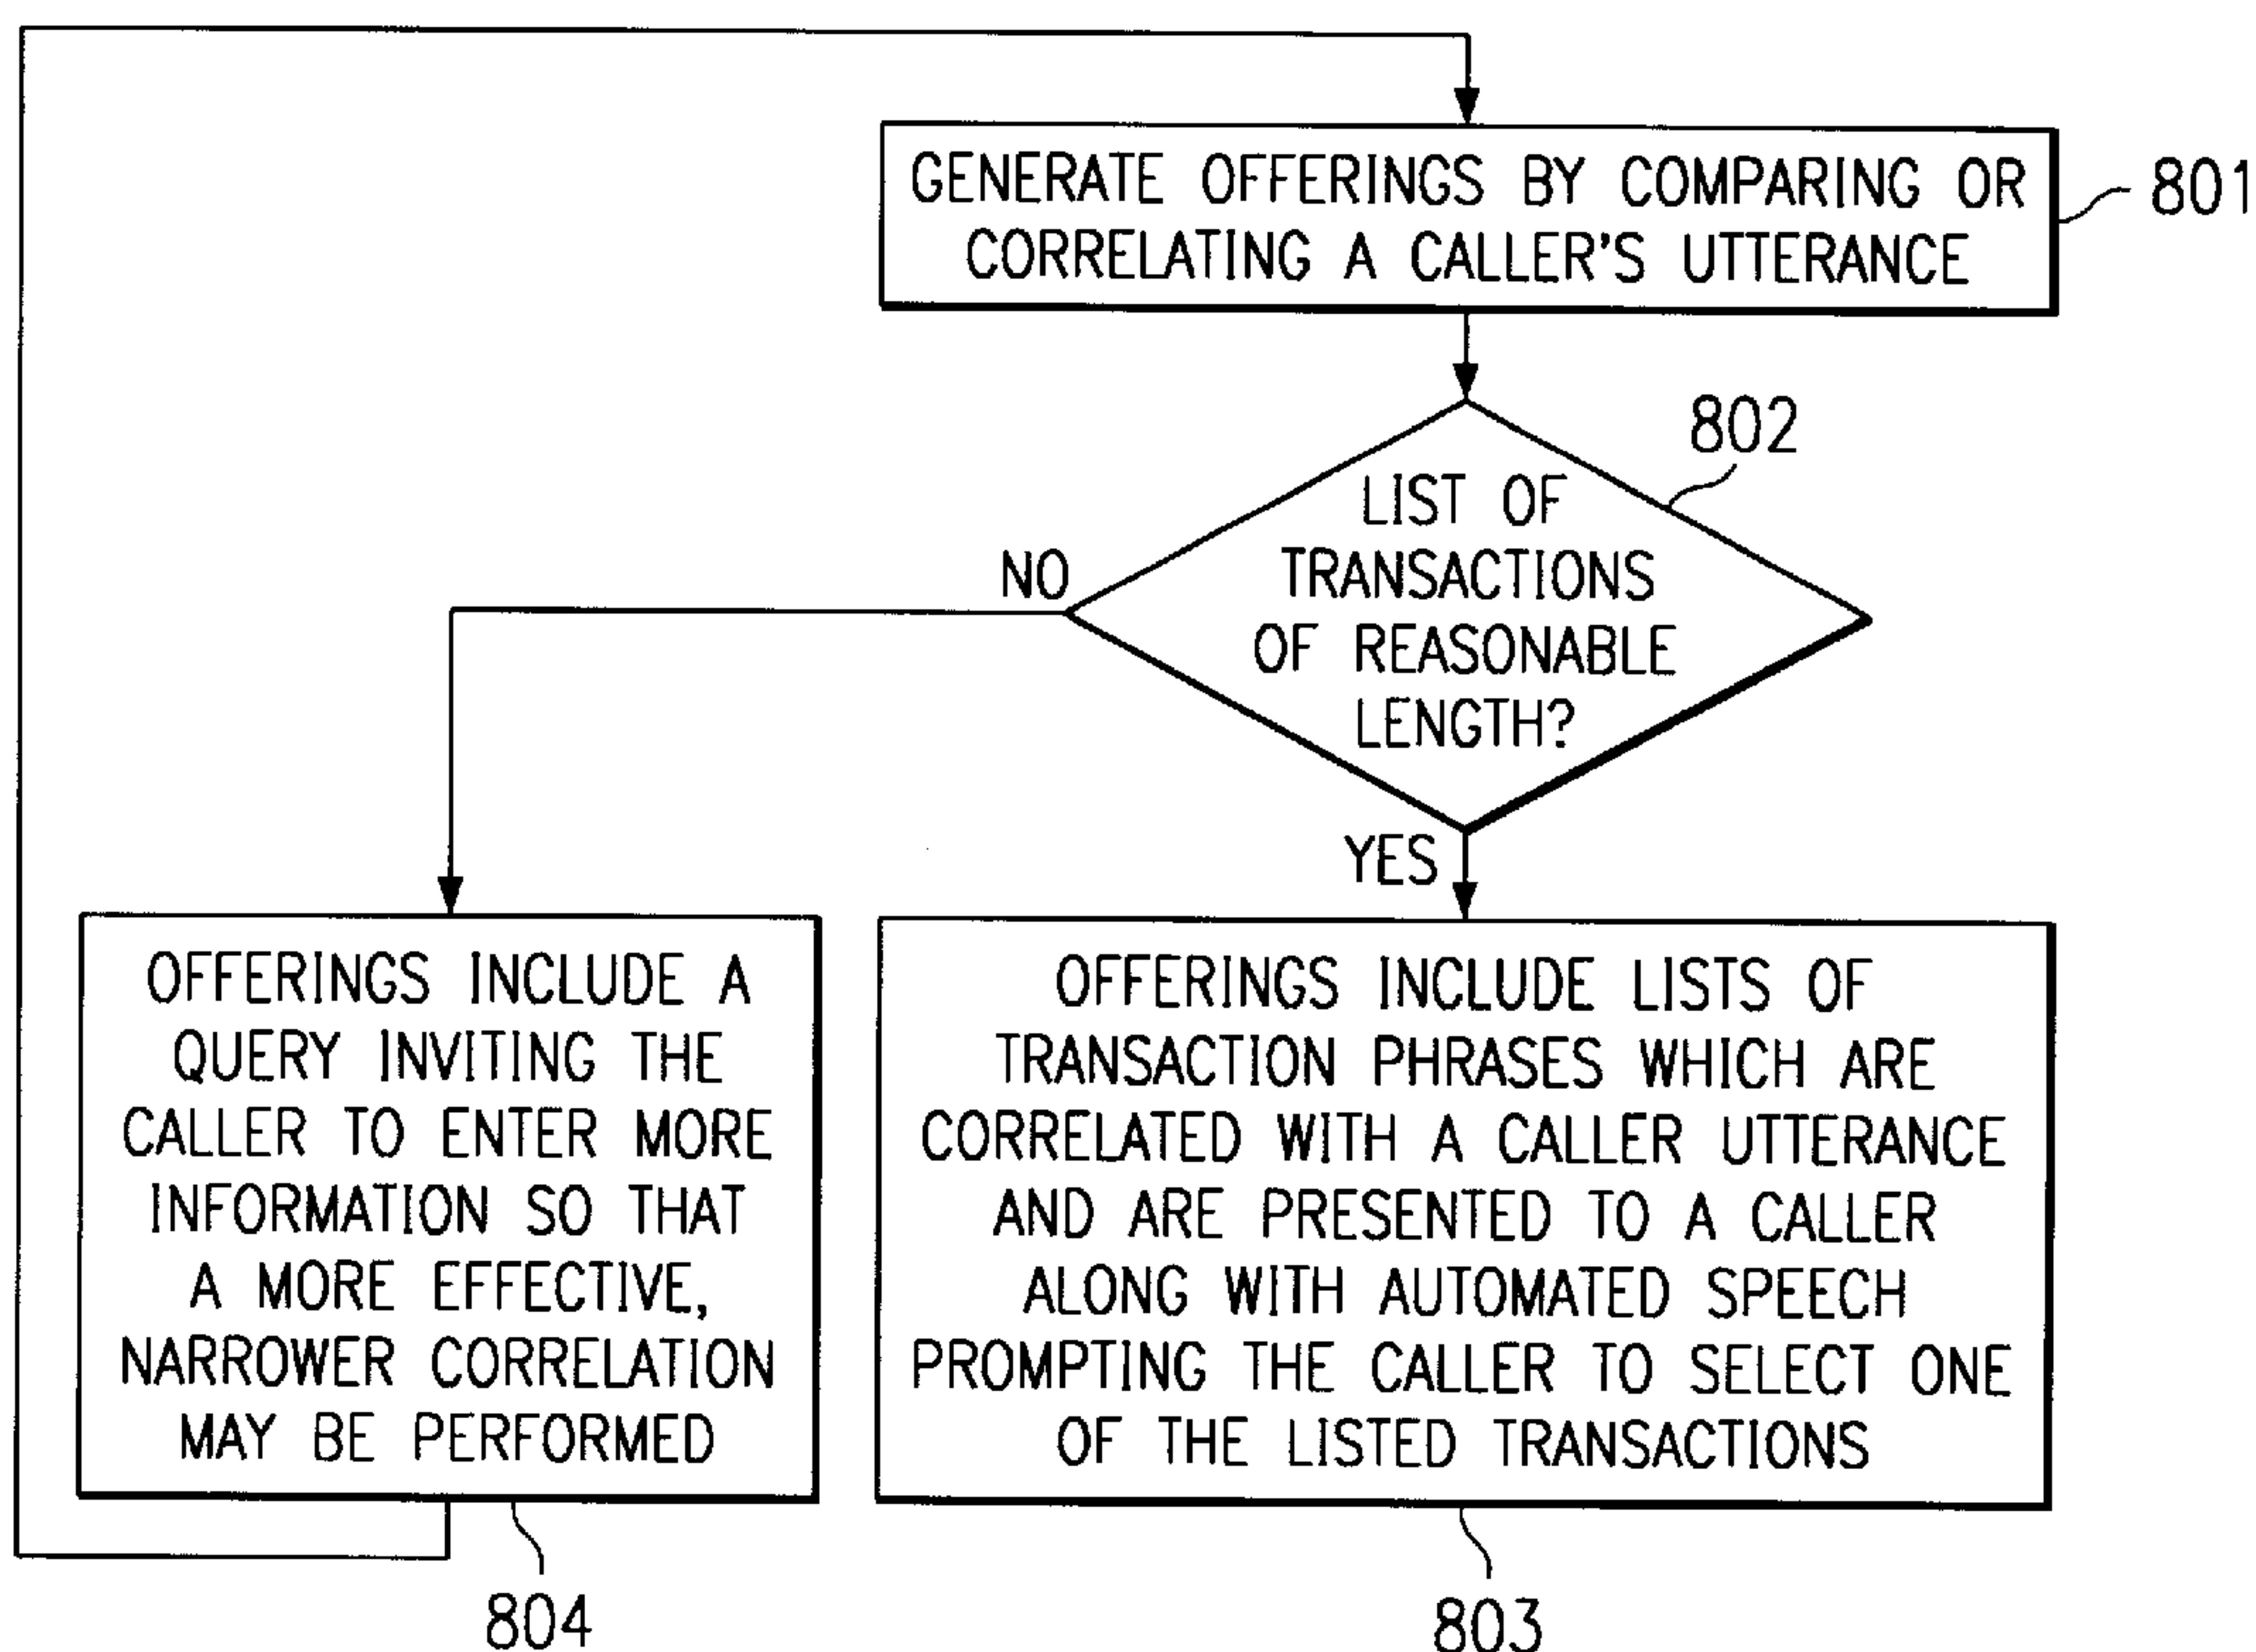 GENERATE OFFERINGS BY COMPARING OR
CORRELATING A CALLER'S UTTERANCE
801
802
LIST OF
TRANSACTIONS
OF REASONABLE
LENGTH?
NO
YES
OFFERINGS INCLUDE A
QUERY INVITING THE
CALLER TO ENTER MORE
INFORMATION SO THAT
A MORE EFFECTIVE,
NARROWER CORRELATION
MAY BE PERFORMED
804
OFFERINGS INCLUDE LISTS OF
TRANSACTION PHRASES WHICH ARE
CORRELATED WITH A CALLER UTTERANCE
AND ARE PRESENTED TO A CALLER
ALONG WITH AUTOMATED SPEECH
PROMPTING THE CALLER TO SELECT ONE
OF THE LISTED TRANSACTIONS
803